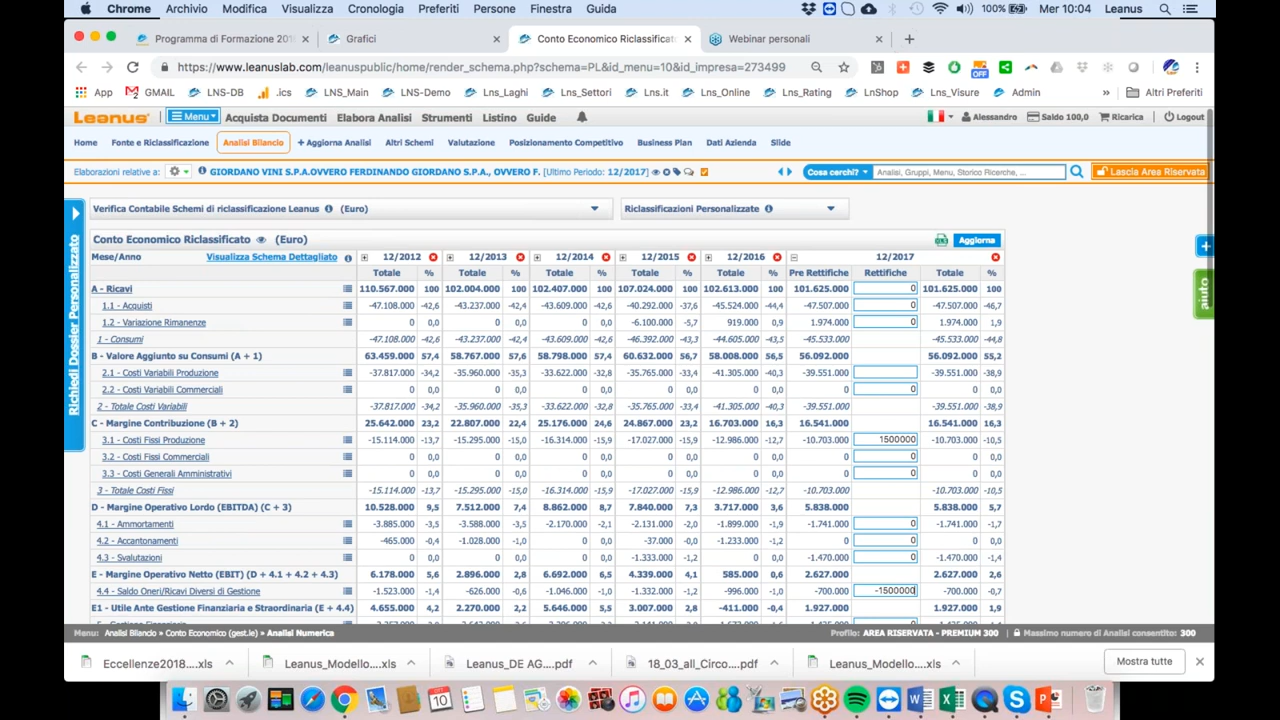 Chrome Archivio Modifica Visualizza Cronologia Preferiti Persone Finestra Guida 100% Mer 10:04 Leanus
Programma di Formazione 201 Grafici Conto Economico Riclassificat Webinar personali
https://www.leanuslab.com/leanuspublic/home/render_schema.php?schema=PL&id_menu=10&id_impresa=273499
App GMAIL LNS-DB .ics LNS_Main LNS-Demo Lns_Laghi Lns_Settori Lns.it Lns_Online Lns_Rating LnShop Lns_Visure Admin » Altri Preferiti
Leanus Menu Acquista Documenti Elabora Analisi Strumenti Listino Guide Alessandro Saldo 100,0 Ricarica Logout
Home Fonte e Riclassificazione Analisi Bilancio + Aggiorna Analisi Altri Schemi Valutazione Posizionamento Competitivo Business Plan Dati Azienda Slide
Elaborazioni relative a: GIORDANO VINI S.P.A.OVVERO FERDINANDO GIORDANO S.P.A., OVVERO F. [Ultimo Periodo: 12/2017] Cosa cerchi? Analisi, Gruppi, Menu, Storico Ricerche, ... Lascia Area Riservata
Richiedi Dossier Personalizzato
aiuto
Verifica Contabile Schemi di riclassificazione Leanus (Euro) Riclassificazioni Personalizzate
Conto Economico Riclassificato (Euro) Aggiorna
Mese/Anno Visualizza Schema Dettagliato 12/2012 12/2013 12/2014 12/2015 12/2016 12/2017
Totale % Totale % Totale % Totale % Totale % Pre Rettifiche Rettifiche Totale %
A - Ricavi 110.567.000 100 102.004.000 100 102.407.000 100 107.024.000 100 102.613.000 100 101.625.000 0 101.625.000 100
1.1 - Acquisti -47.108.000 -42,6 -43.237.000 -42,4 -43.609.000 -42,6 -40.292.000 -37,6 -45.524.000 -44,4 -47.507.000 0 -47.507.000 -46,7
1.2 - Variazione Rimanenze 0 0,0 0 0,0 0 0,0 -6.100.000 -5,7 919.000 0,9 1.974.000 0 1.974.000 1,9
1 - Consumi -47.108.000 -42,6 -43.237.000 -42,4 -43.609.000 -42,6 -46.392.000 -43,3 -44.605.000 -43,5 -45.533.000 -45.533.000 -44,8
B - Valore Aggiunto su Consumi (A + 1) 63.459.000 57,4 58.767.000 57,6 58.798.000 57,4 60.632.000 56,7 58.008.000 56,5 56.092.000 56.092.000 55,2
2.1 - Costi Variabili Produzione -37.817.000 -34,2 -35.960.000 -35,3 -33.622.000 -32,8 -35.765.000 -33,4 -41.305.000 -40,3 -39.551.000 -39.551.000 -38,9
2.2 - Costi Variabili Commerciali 0 0,0 0 0,0 0 0,0 0 0,0 0 0,0 0 0 0 0,0
2 - Totale Costi Variabili -37.817.000 -34,2 -35.960.000 -35,3 -33.622.000 -32,8 -35.765.000 -33,4 -41.305.000 -40,3 -39.551.000 -39.551.000 -38,9
C - Margine Contribuzione (B + 2) 25.642.000 23,2 22.807.000 22,4 25.176.000 24,6 24.867.000 23,2 16.703.000 16,3 16.541.000 16.541.000 16,3
3.1 - Costi Fissi Produzione -15.114.000 -13,7 -15.295.000 -15,0 -16.314.000 -15,9 -17.027.000 -15,9 -12.986.000 -12,7 -10.703.000 1500000 -10.703.000 -10,5
3.2 - Costi Fissi Commerciali 0 0,0 0 0,0 0 0,0 0 0,0 0 0,0 0 0 0 0,0
3.3 - Costi Generali Amministrativi 0 0,0 0 0,0 0 0,0 0 0,0 0 0,0 0 0 0 0,0
3 - Totale Costi Fissi -15.114.000 -13,7 -15.295.000 -15,0 -16.314.000 -15,9 -17.027.000 -15,9 -12.986.000 -12,7 -10.703.000 -10.703.000 -10,5
D - Margine Operativo Lordo (EBITDA) (C + 3) 10.528.000 9,5 7.512.000 7,4 8.862.000 8,7 7.840.000 7,3 3.717.000 3,6 5.838.000 5.838.000 5,7
4.1 - Ammortamenti -3.885.000 -3,5 -3.588.000 -3,5 -2.170.000 -2,1 -2.131.000 -2,0 -1.899.000 -1,9 -1.741.000 0 -1.741.000 -1,7
4.2 - Accantonamenti -465.000 -0,4 -1.028.000 -1,0 0 0,0 -37.000 -0,0 -1.233.000 -1,2 0 0 0 0,0
4.3 - Svalutazioni 0 0,0 0 0,0 0 0,0 -1.333.000 -1,2 0 0,0 -1.470.000 0 -1.470.000 -1,4
E - Margine Operativo Netto (EBIT) (D + 4.1 + 4.2 + 4.3) 6.178.000 5,6 2.896.000 2,8 6.692.000 6,5 4.339.000 4,1 585.000 0,6 2.627.000 2.627.000 2,6
4.4 - Saldo Oneri/Ricavi Diversi di Gestione -1.523.000 -1,4 -626.000 -0,6 -1.046.000 -1,0 -1.332.000 -1,2 -996.000 -1,0 -700.000 -1500000 -700.000 -0,7
E1 - Utile Ante Gestione Finanziaria e Straordinaria (E + 4.4) 4.655.000 4,2 2.270.000 2,2 5.646.000 5,5 3.007.000 2,8 -411.000 -0,4 1.927.000 1.927.000 1,9
Menu: Analisi Bilancio » Conto Economico (gest.le) » Analisi Numerica Profilo: AREA RISERVATA - PREMIUM 300 Massimo numero di Analisi consentito: 300
Eccellenze2018....xls Leanus_Modello....xls Leanus_DE AG....pdf 18_03_all_Circo....pdf Leanus_Modello....xls Mostra tutte